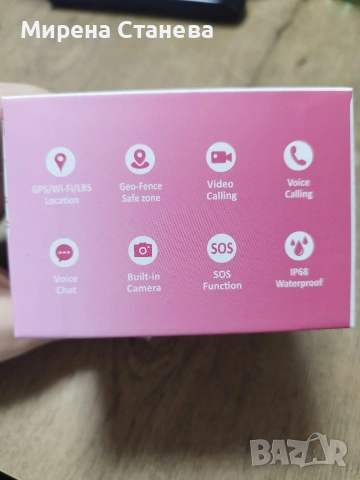 Мирена Станева
GPS/Wi-Fi/LBS
Location
Geo-Fence
Safe zone
Video
Calling
Voice
Calling
Voice
Chat
Built-in
Camera
SOS
SOS
Function
IP68
Waterproof
BAZAR